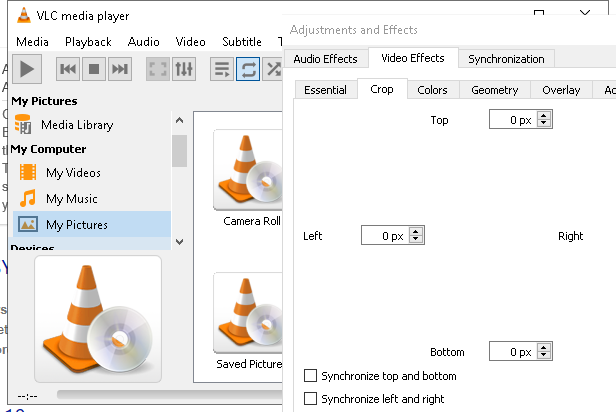 VLC media player
Media Playback Audio Video Subtitle
My Pictures
Media Library
My Computer
My Videos
My Music
My Pictures
Devices
Camera Roll
Saved Picture
--:--
Adjustments and Effects
Audio Effects Video Effects Synchronization
Essential Crop Colors Geometry Overlay
Top 0 px
Left 0 px Right
Bottom 0 px
Synchronize top and bottom
Synchronize left and right